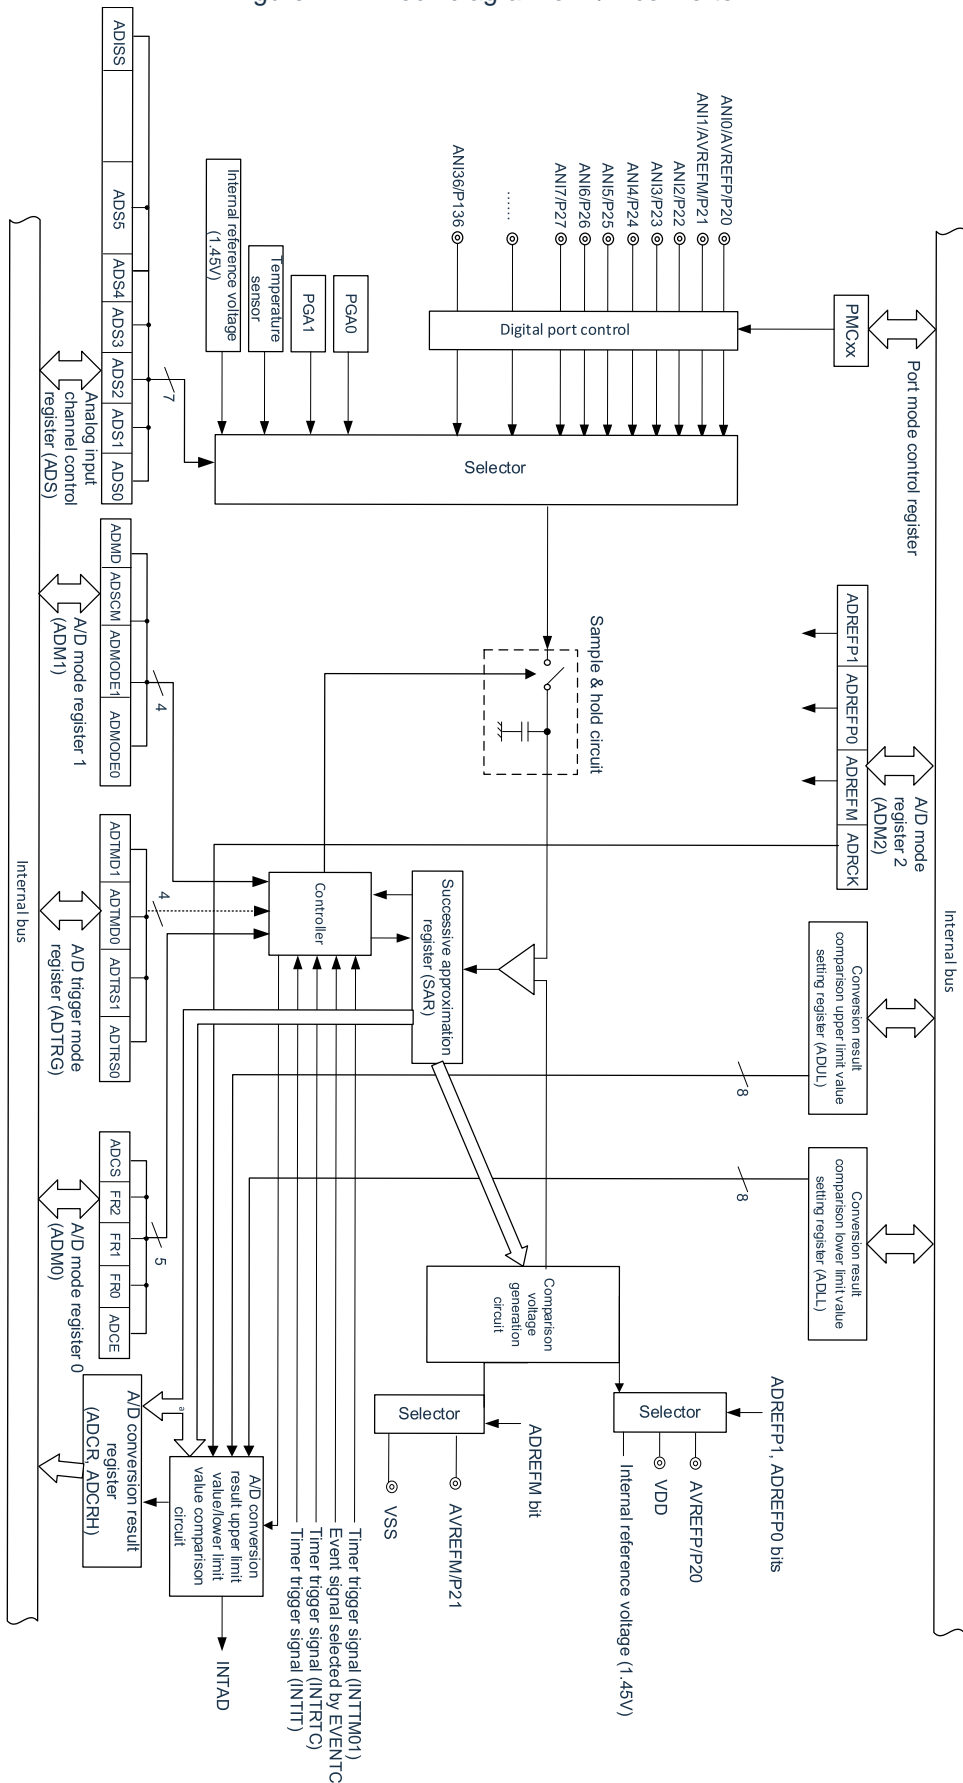 Internal bus
Port mode control register
PMCxx
A/D mode
register 2
(ADM2)
ADREFP1
ADREFP0
ADREFM
ADRCK
Conversion result
comparison upper limit value
setting register (ADUL)
Conversion result
comparison lower limit value
setting register (ADLL)
8
8
ANI0/AVREFP/P20
ANI1/AVREFM/P21
ANI2/P22
ANI3/P23
ANI4/P24
ANI5/P25
ANI6/P26
ANI7/P27
......
ANI36/P136
Digital port control
PGA0
PGA1
Temperature
sensor
Internal reference voltage
(1.45V)
Selector
Sample & hold circuit
Successive approximation
register (SAR)
Controller
Comparison
voltage
generation
circuit
Selector
ADREFP1, ADREFP0 bits
AVREFP/P20
VDD
Internal reference voltage (1.45V)
Selector
ADREFM bit
AVREFM/P21
VSS
Timer trigger signal (INTTM01)
Event signal selected by EVENTC
Timer trigger signal (INTRTC)
Timer trigger signal (INTIT)
A/D conversion
result upper limit
value/lower limit
value comparison
circuit
INTAD
A/D conversion result
register
(ADCR, ADCRH)
ADISS
ADS5
ADS4
ADS3
ADS2
ADS1
ADS0
7
Analog input
channel control
register (ADS)
ADMD
ADSCM
ADMODE1
ADMODE0
4
A/D mode register 1
(ADM1)
ADTMD1
ADTMD0
ADTRS1
ADTRS0
4
A/D trigger mode
register (ADTRG)
ADCS
FR2
FR1
FR0
ADCE
5
A/D mode register 0
(ADM0)
Internal bus